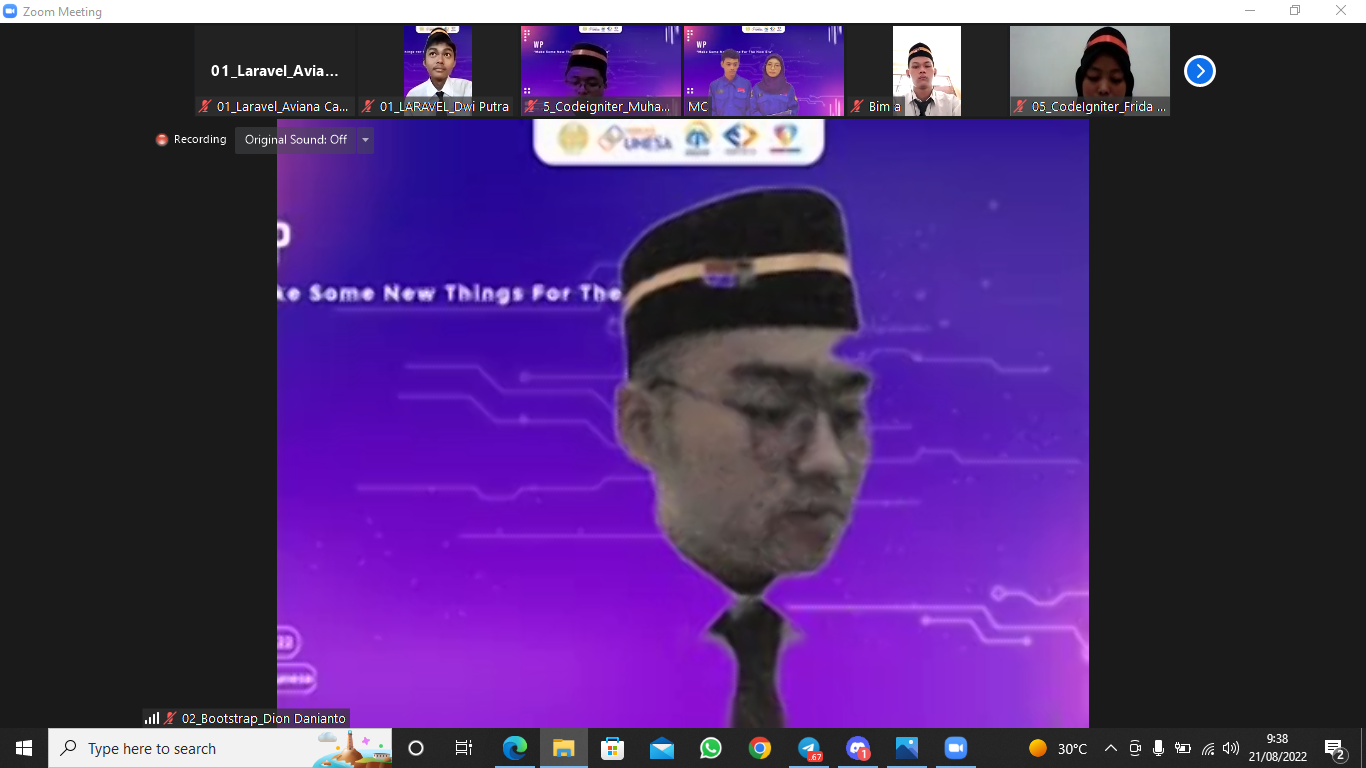 Zoom Meeting
01_Laravel_Avia...
01_Laravel_Aviana Ca...
01_LARAVEL_Dwi Putra
5_Codeigniter_Muha...
WP
MC
Bim a
05_CodeIgniter_Frida ...
Recording
Original Sound: Off
UNESA
ke Some New Things For The
02_Bootstrap_Dion Danianto
Type here to search
67
1
30°C
9:38
21/08/2022
2